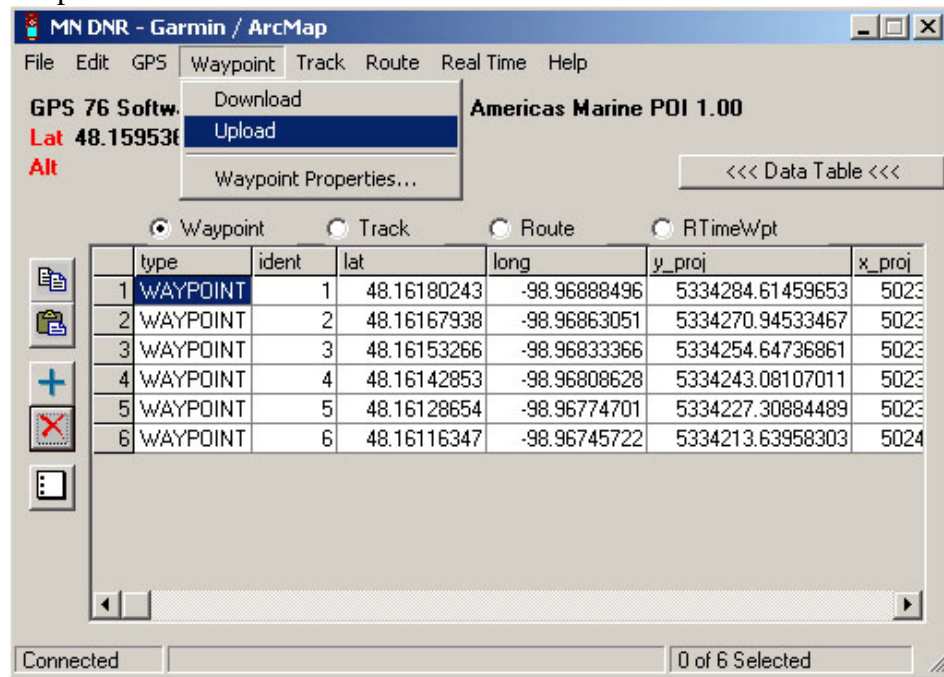 MN DNR - Garmin / ArcMap
File Edit GPS Waypoint Track Route Real Time Help
GPS 76 Softw Americas Marine POI 1.00
Download
Upload
Waypoint Properties...
Lat 48.159536
Alt
<<< Data Table <<<
Waypoint Track Route RTimeWpt
type ident lat long y_proj x_proj
1 WAYPOINT 1 48.16180243 -98.96888496 5334284.61459653 5023
2 WAYPOINT 2 48.16167938 -98.96863051 5334270.94533467 5023
3 WAYPOINT 3 48.16153266 -98.96833366 5334254.64736861 5023
4 WAYPOINT 4 48.16142853 -98.96808628 5334243.08107011 5023
5 WAYPOINT 5 48.16128654 -98.96774701 5334227.30884489 5023
6 WAYPOINT 6 48.16116347 -98.96745722 5334213.63958303 5024
Connected 0 of 6 Selected